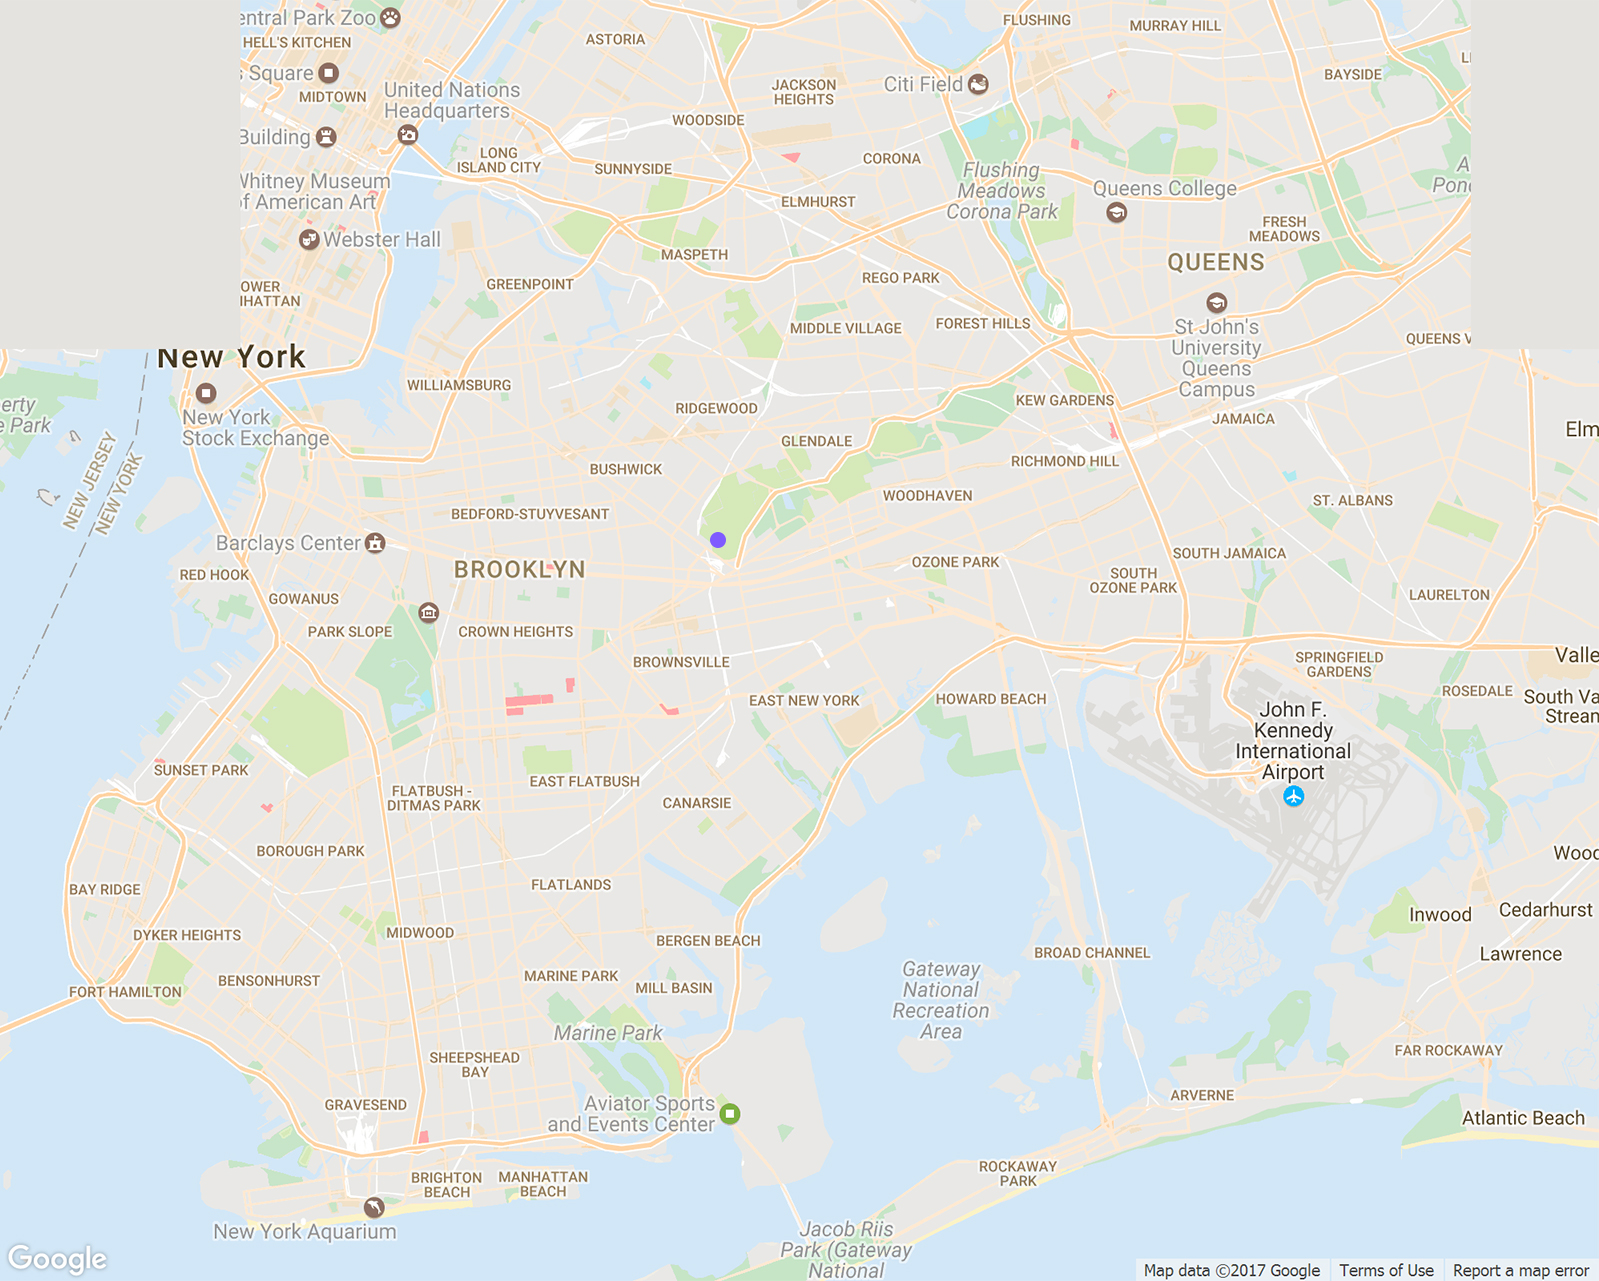 Central Park Zoo
HELL'S KITCHEN
ASTORIA
FLUSHING
MURRAY HILL
BAYSIDE
Square
MIDTOWN
United Nations
Headquarters
JACKSON
HEIGHTS
Citi Field
WOODSIDE
Building
LONG
ISLAND CITY
SUNNYSIDE
CORONA
Flushing
Meadows
Corona Park
Queens College
Whitney Museum
of American Art
ELMHURST
FRESH
MEADOWS
Webster Hall
MASPETH
QUEENS
LOWER
MANHATTAN
GREENPOINT
REGO PARK
MIDDLE VILLAGE
FOREST HILLS
St John's
University
Queens
Campus
QUEENS V
New York
WILLIAMSBURG
RIDGEWOOD
KEW GARDENS
JAMAICA
New York
Stock Exchange
GLENDALE
Elm
NEW JERSEY
NEW YORK
BUSHWICK
RICHMOND HILL
WOODHAVEN
ST. ALBANS
BEDFORD-STUYVESANT
Barclays Center
BROOKLYN
OZONE PARK
SOUTH JAMAICA
RED HOOK
SOUTH
OZONE PARK
GOWANUS
LAURELTON
PARK SLOPE
CROWN HEIGHTS
BROWNSVILLE
SPRINGFIELD
GARDENS
Valle
EAST NEW YORK
HOWARD BEACH
ROSEDALE
South Va
Strean
John F.
Kennedy
International
Airport
SUNSET PARK
FLATBUSH -
DITMAS PARK
EAST FLATBUSH
CANARSIE
BOROUGH PARK
Wood
BAY RIDGE
FLATLANDS
Inwood
Cedarhurst
DYKER HEIGHTS
MIDWOOD
BERGEN BEACH
BROAD CHANNEL
Lawrence
BENSONHURST
MARINE PARK
MILL BASIN
Gateway
National
Recreation
Area
FORT HAMILTON
Marine Park
SHEEPSHEAD
BAY
FAR ROCKAWAY
GRAVESEND
Aviator Sports
and Events Center
ARVERNE
Atlantic Beach
BRIGHTON
BEACH
MANHATTAN
BEACH
ROCKAWAY
PARK
New York Aquarium
Jacob Riis
Park (Gateway
National
Google
Map data ©2017 Google
Terms of Use
Report a map error